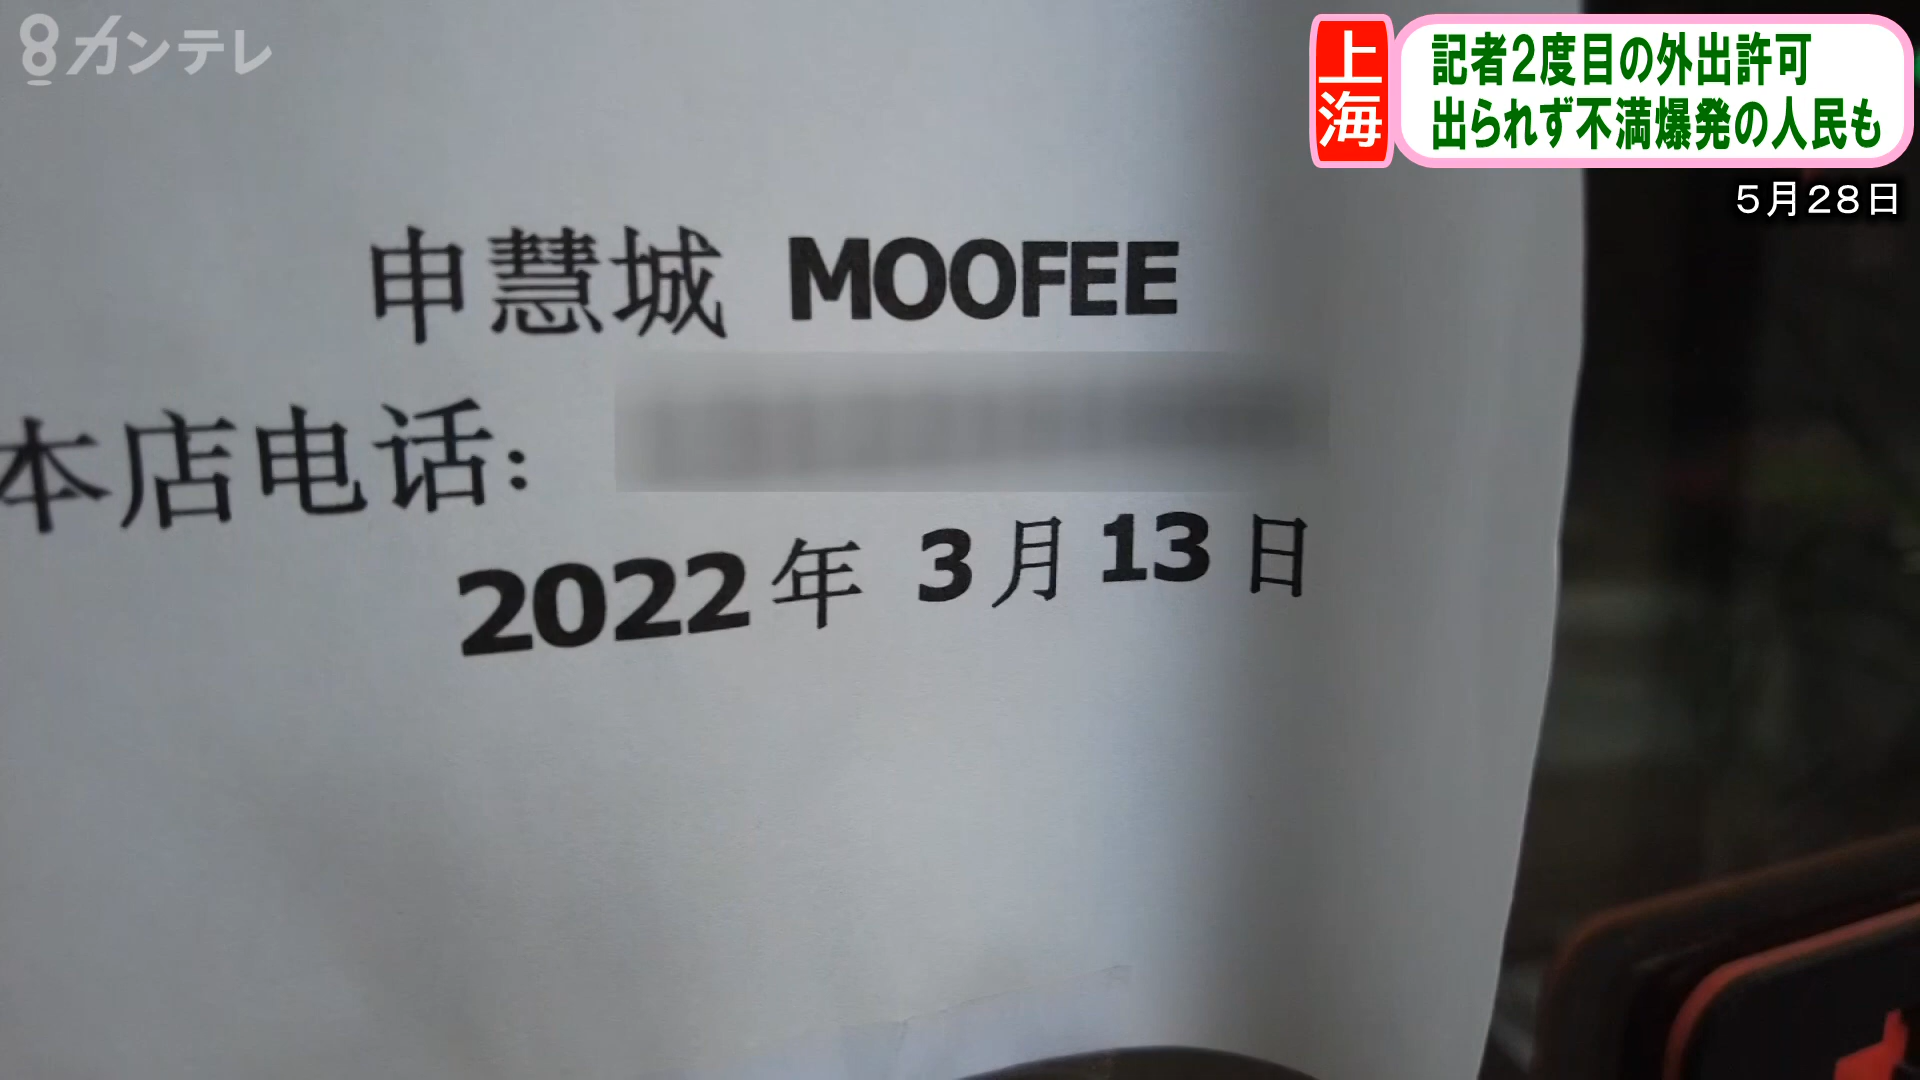 8カンテレ
上海
記者2度目の外出許可
出られず不満爆発の人民も
5月28日
申慧城 MOOFEE
本店电话:
2022年 3月13日